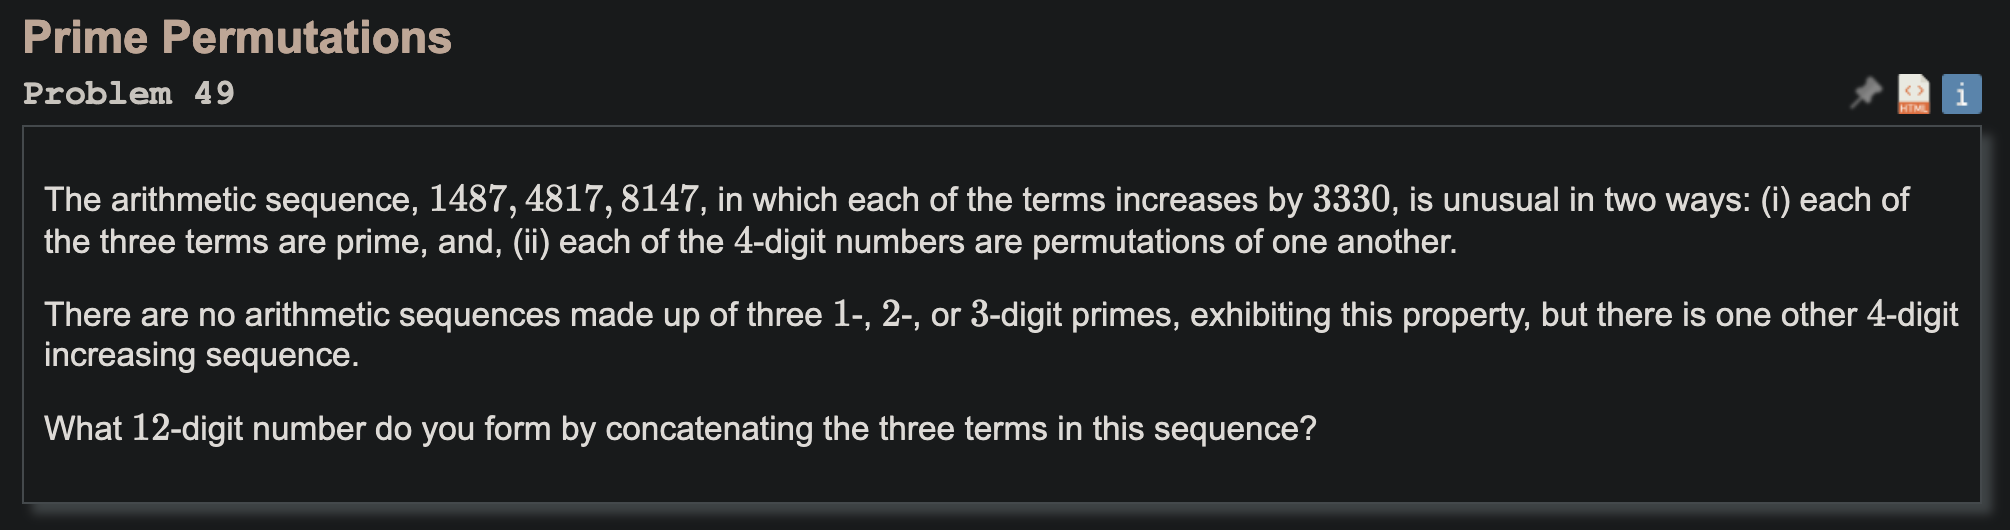 Prime Permutations
Problem 49
HTML
i
The arithmetic sequence, 1487, 4817, 8147, in which each of the terms increases by 3330, is unusual in two ways: (i) each of
the three terms are prime, and, (ii) each of the 4-digit numbers are permutations of one another.
There are no arithmetic sequences made up of three 1-, 2-, or 3-digit primes, exhibiting this property, but there is one other 4-digit
increasing sequence.
What 12-digit number do you form by concatenating the three terms in this sequence?